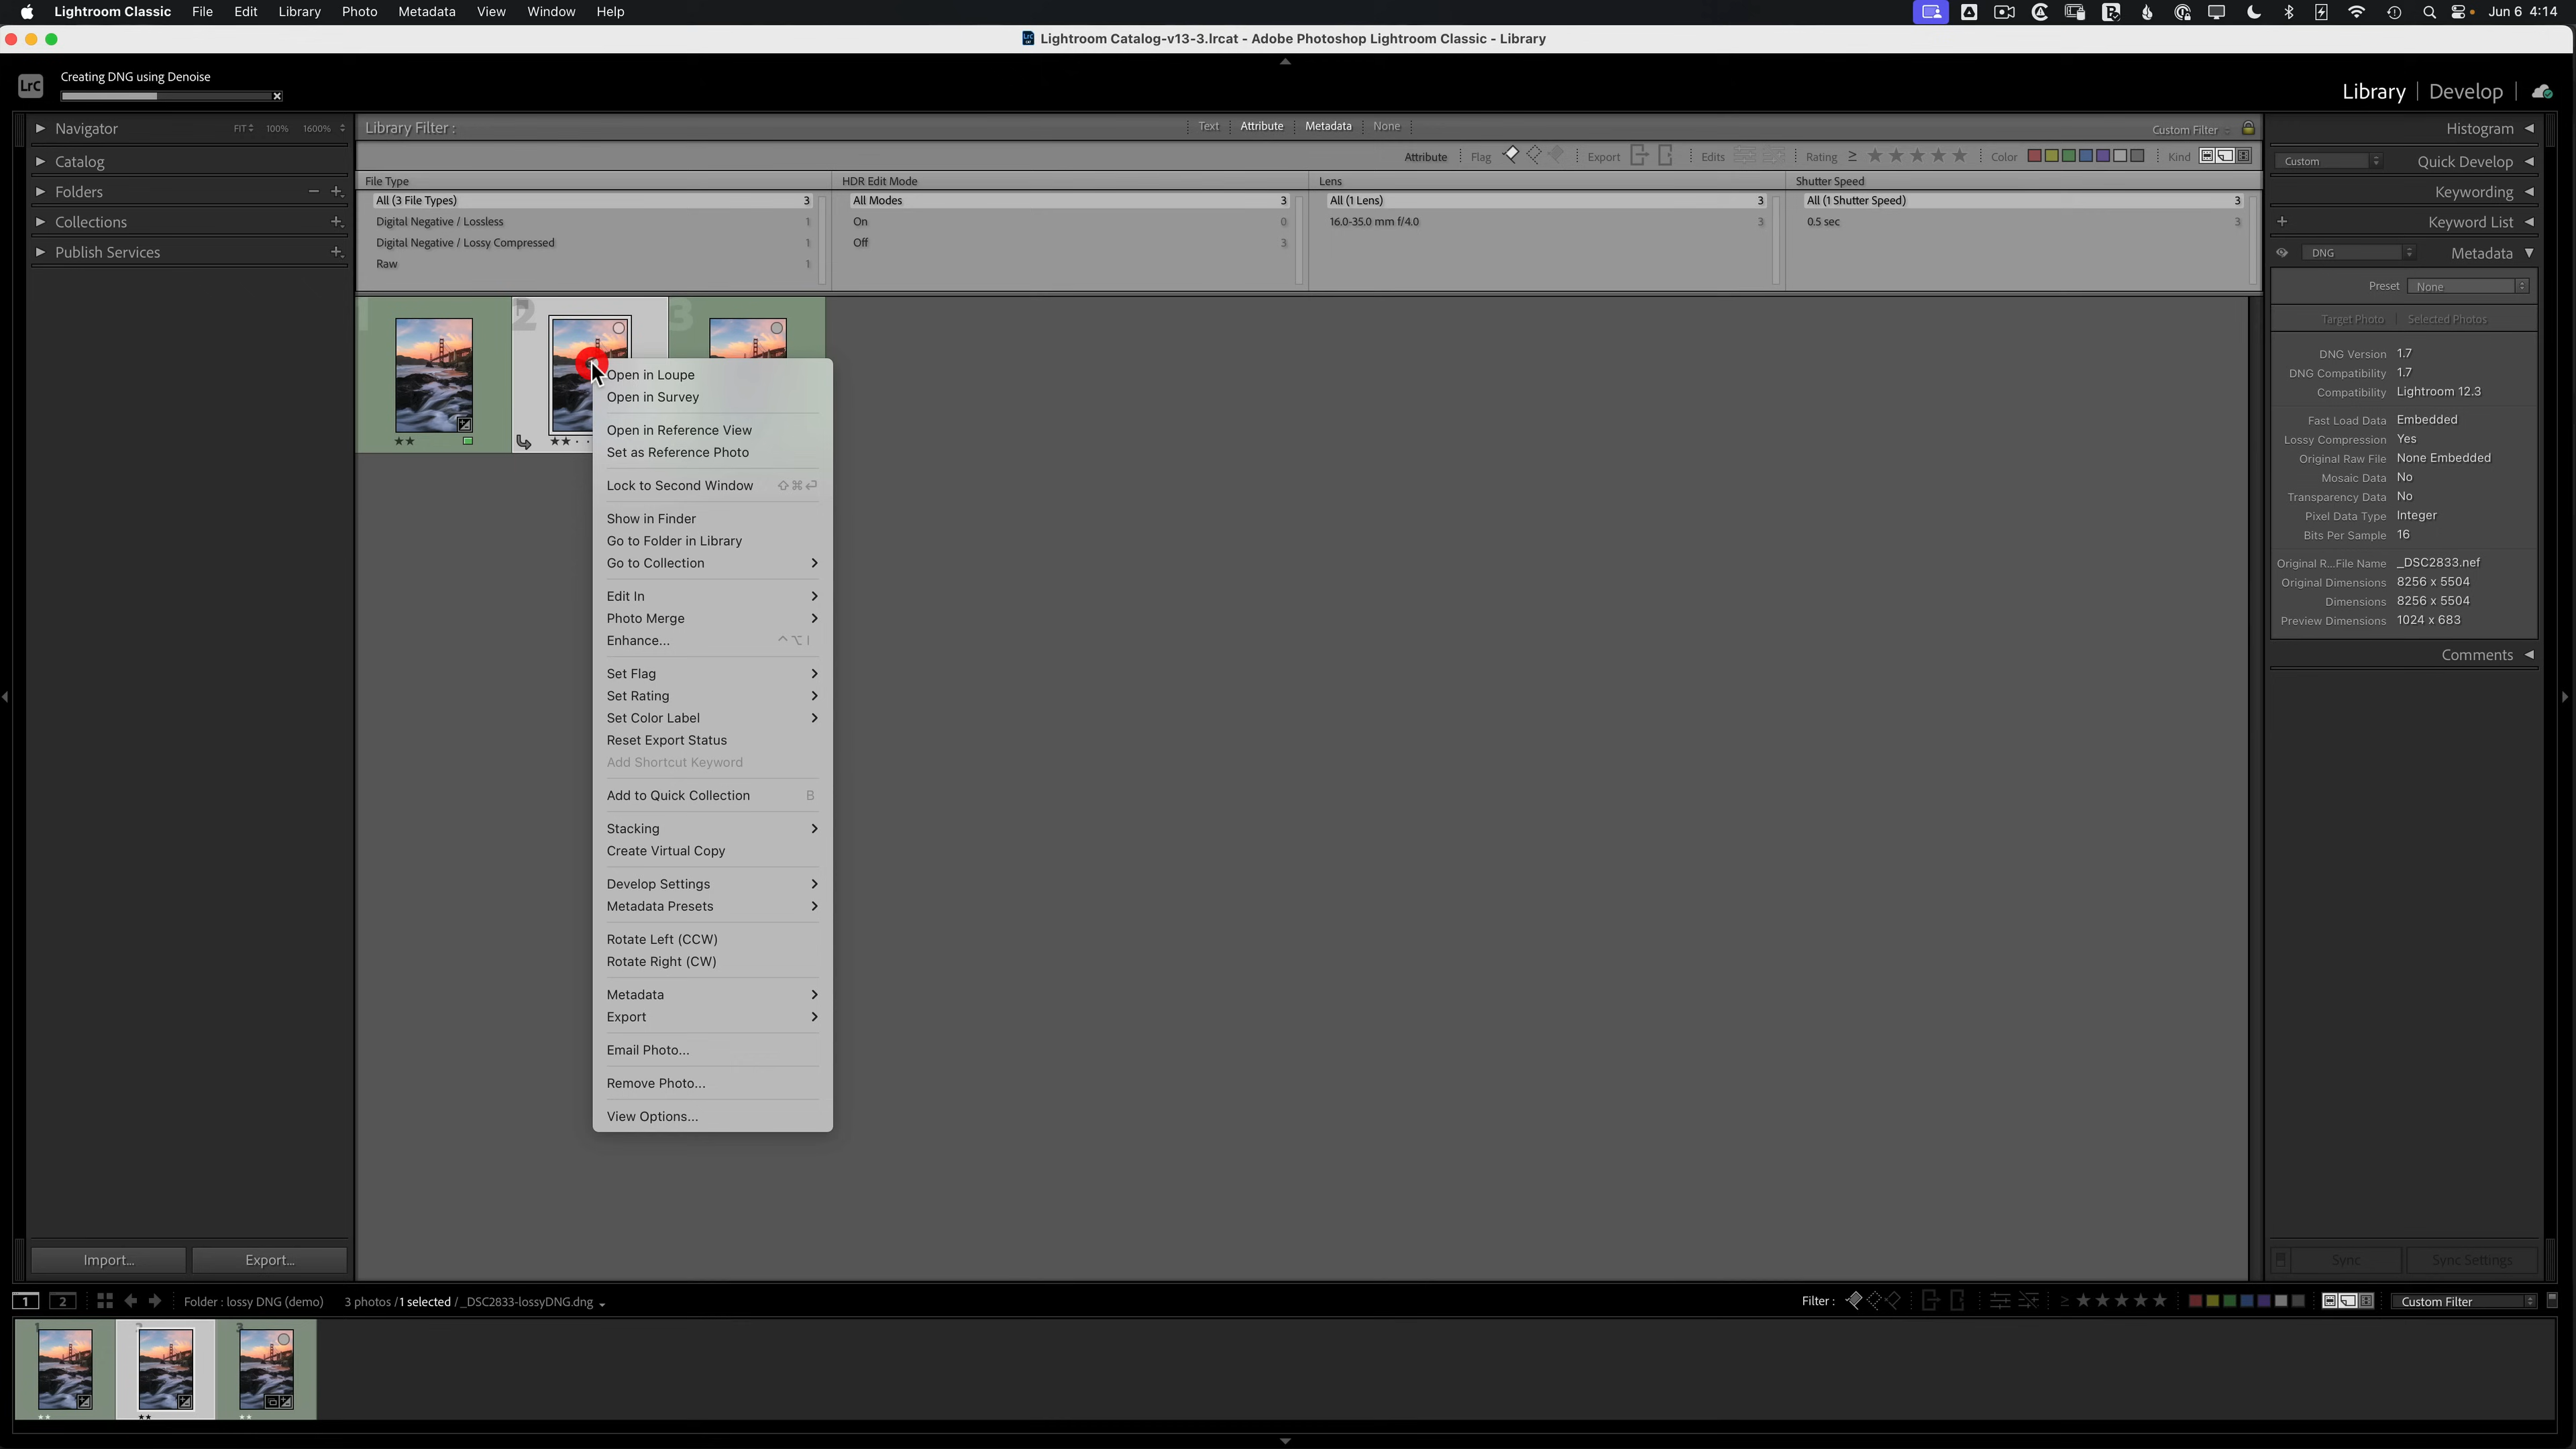 Lightroom Classic File Edit Library Photo Metadata View Window Help
Jun 6 4:14
Lightroom Catalog-v13-3.lrcat - Adobe Photoshop Lightroom Classic - Library
LrC
Creating DNG using Denoise
Library | Develop
Navigator FIT 100% 1600%
Catalog
Folders
Collections
Publish Services
Library Filter : Text Attribute Metadata None Custom Filter
Attribute Flag Export Edits Rating ≥ Color Kind
File Type
All (3 File Types) 3
Digital Negative / Lossless 1
Digital Negative / Lossy Compressed 1
Raw 1
HDR Edit Mode
All Modes 3
On 0
Off 3
Lens
All (1 Lens) 3
16.0-35.0 mm f/4.0 3
Shutter Speed
All (1 Shutter Speed) 3
0.5 sec 3
1 2 3
Open in Loupe
Open in Survey
Open in Reference View
Set as Reference Photo
Lock to Second Window ⇧⌘⏎
Show in Finder
Go to Folder in Library
Go to Collection
Edit In
Photo Merge
Enhance... ^⌥I
Set Flag
Set Rating
Set Color Label
Reset Export Status
Add Shortcut Keyword
Add to Quick Collection B
Stacking
Create Virtual Copy
Develop Settings
Metadata Presets
Rotate Left (CCW)
Rotate Right (CW)
Metadata
Export
Email Photo...
Remove Photo...
View Options...
Histogram
Custom Quick Develop
Keywording
Keyword List
DNG Metadata
Preset None
Target Photo Selected Photos
DNG Version 1.7
DNG Compatibility 1.7
Compatibility Lightroom 12.3
Fast Load Data Embedded
Lossy Compression Yes
Original Raw File None Embedded
Mosaic Data No
Transparency Data No
Pixel Data Type Integer
Bits Per Sample 16
Original R...File Name _DSC2833.nef
Original Dimensions 8256 x 5504
Dimensions 8256 x 5504
Preview Dimensions 1024 x 683
Comments
Import... Export...
Sync Sync Settings
1 2 Folder : lossy DNG (demo) 3 photos / 1 selected / _DSC2833-lossyDNG.dng
Filter : ≥ Custom Filter
1 2 3